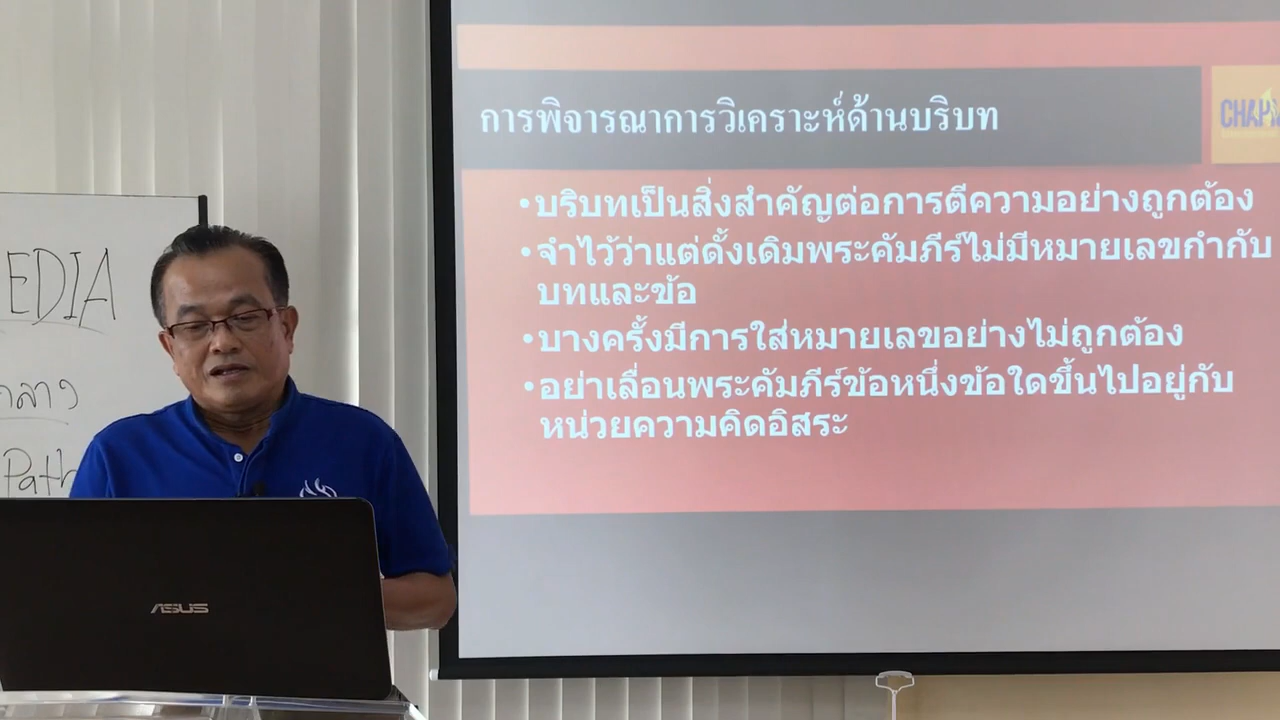 การพิจารณาการวิเคราะห์ด้านบริบท
•บริบทเป็นสิ่งสำคัญต่อการตีความอย่างถูกต้อง
•จำไว้ว่าแต่ดั้งเดิมพระคัมภีร์ไม่มีหมายเลขกำกับ
บทและข้อ
•บางครั้งมีการใส่หมายเลขอย่างไม่ถูกต้อง
•อย่าเลื่อนพระคัมภีร์ข้อหนึ่งข้อใดขึ้นไปอยู่กับ
หน่วยความคิดอิสระ
EDIA
Path
ASUS